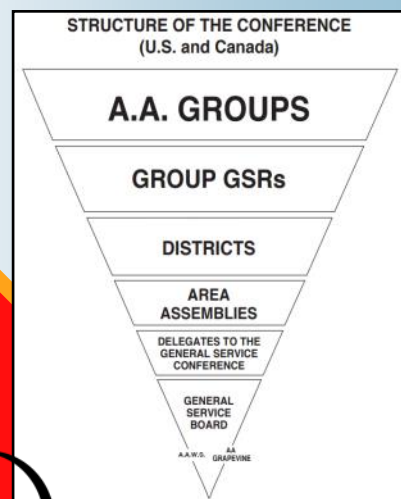 STRUCTURE OF THE CONFERENCE
(U.S. and Canada)
A.A. GROUPS
GROUP GSRs
DISTRICTS
AREA
ASSEMBLIES
DELEGATES TO THE
GENERAL SERVICE
CONFERENCE
GENERAL
SERVICE
BOARD
A.A.W.S.
AA
GRAPEVINE